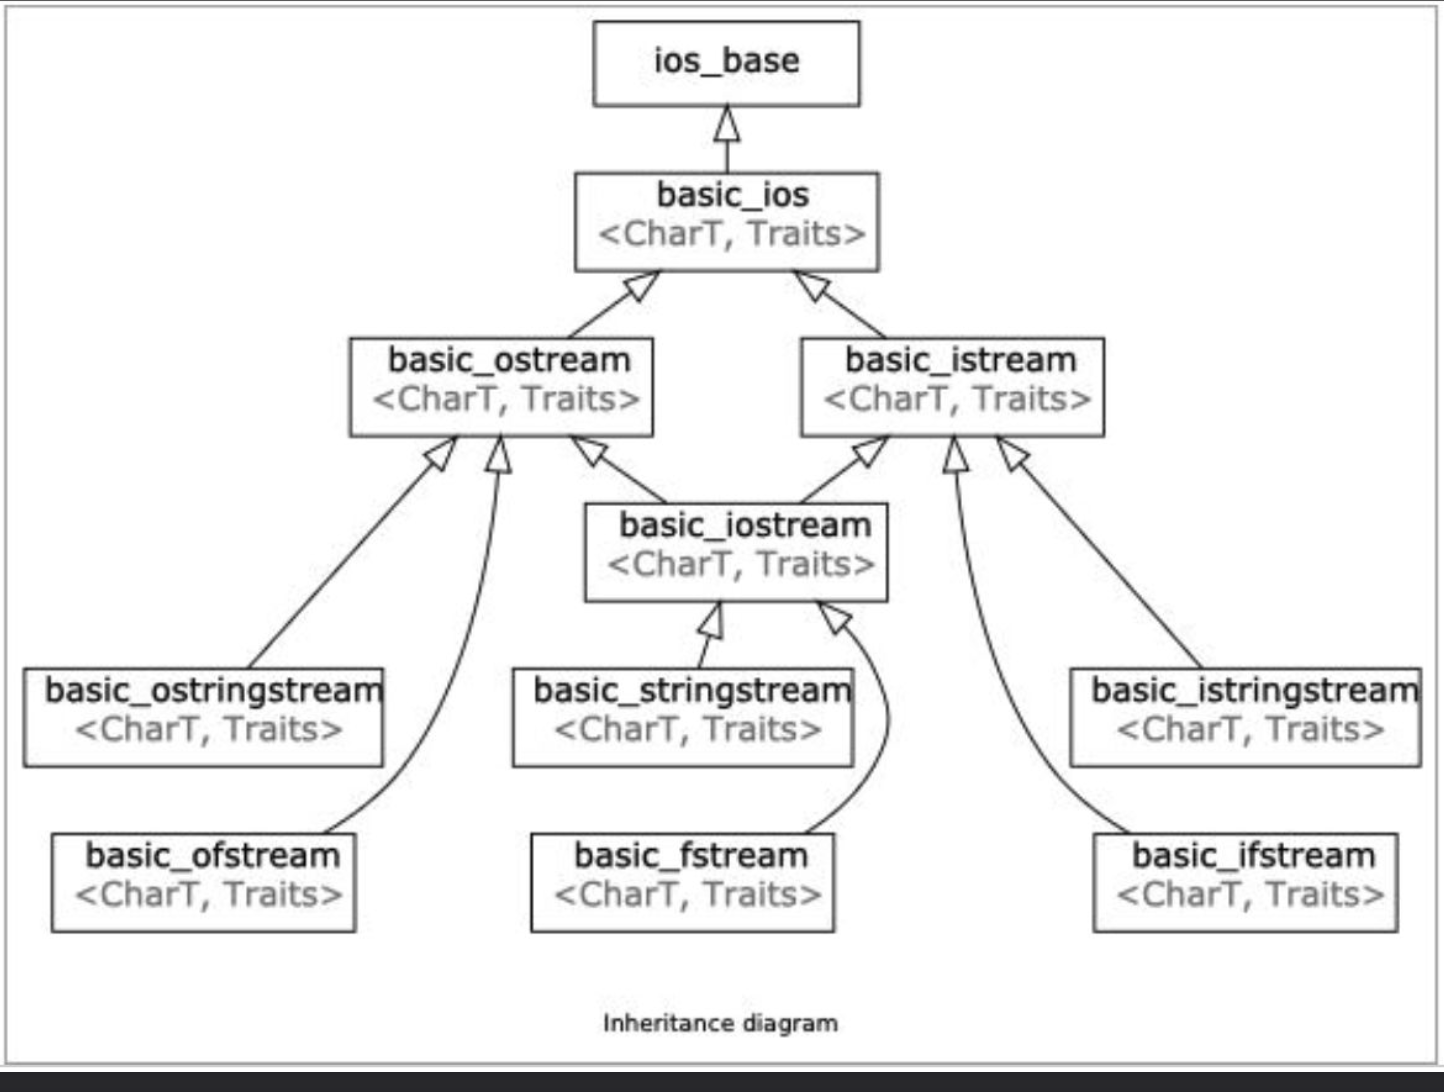 ios_base
basic_ios
<CharT, Traits>
basic_ostream
<CharT, Traits>
basic_istream
<CharT, Traits>
basic_iostream
<CharT, Traits>
basic_ostringstream
<CharT, Traits>
basic_stringstream
<CharT, Traits>
basic_istringstream
<CharT, Traits>
basic_ofstream
<CharT, Traits>
basic_fstream
<CharT, Traits>
basic_ifstream
<CharT, Traits>
Inheritance diagram